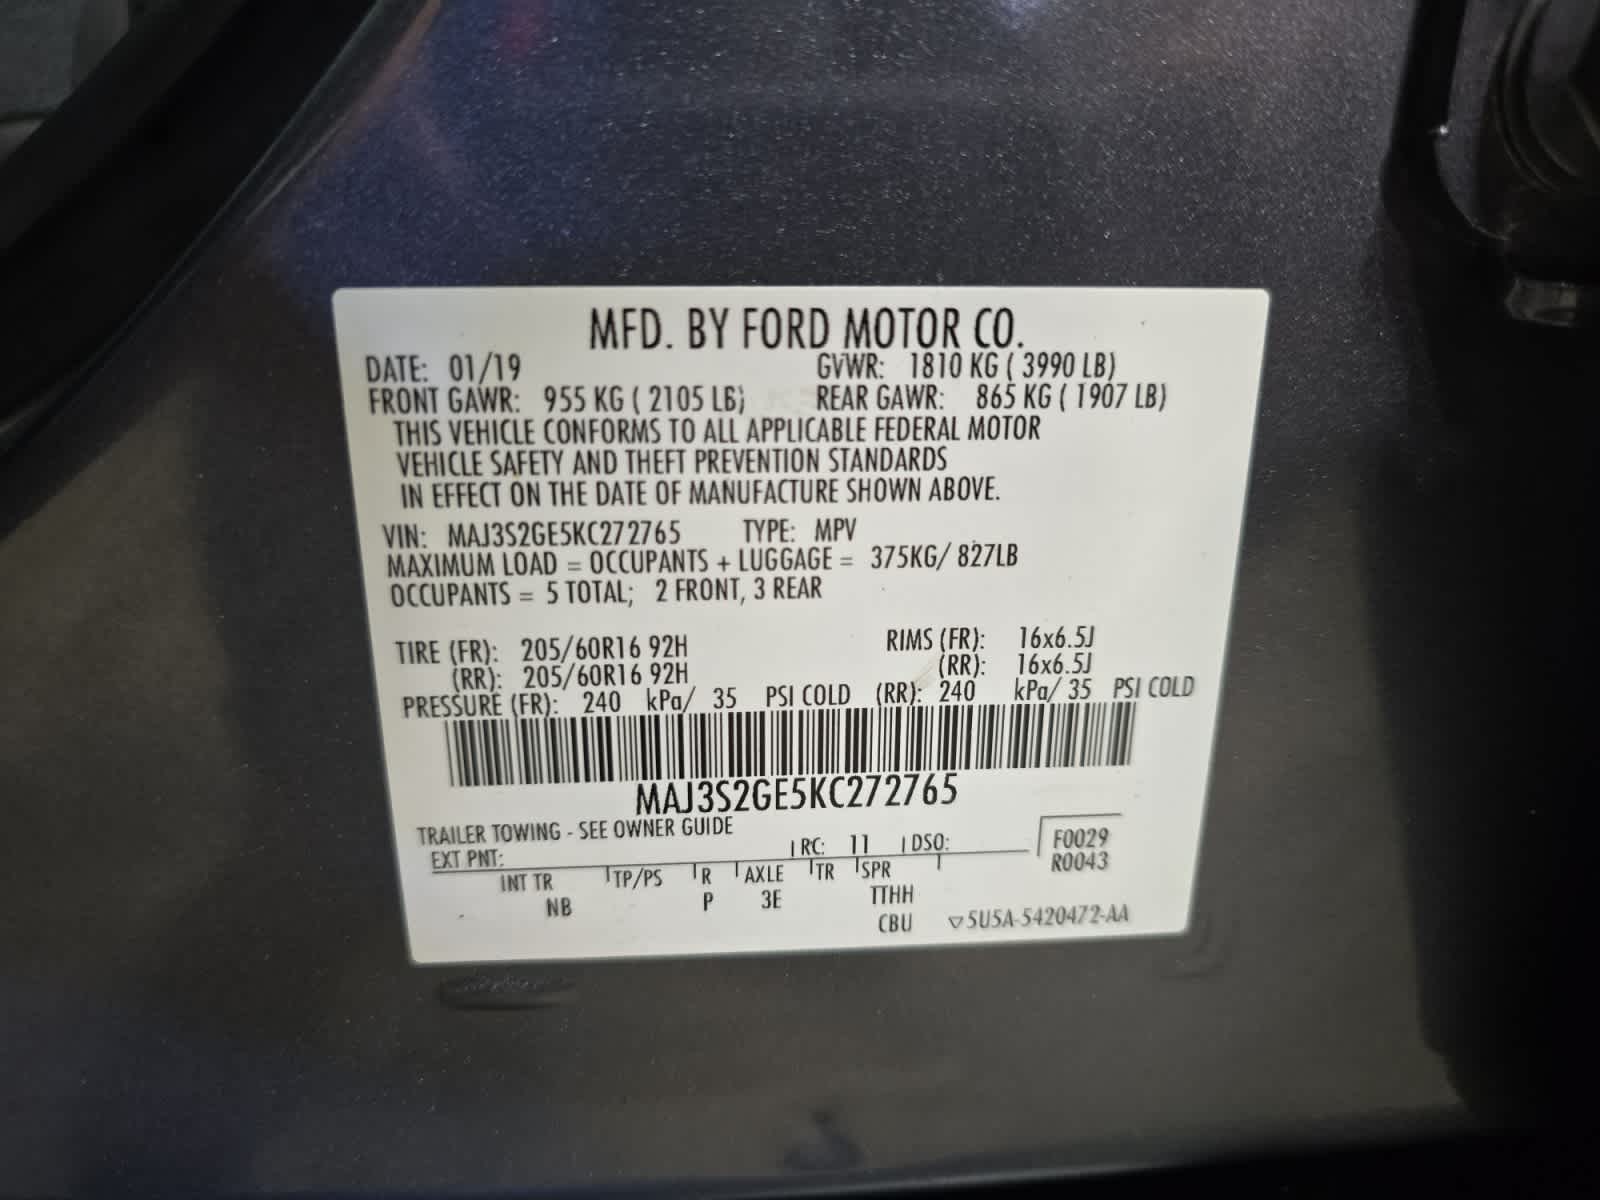 MFD. BY FORD MOTOR CO.
DATE: 01/19 GVWR: 1810 KG ( 3990 LB)
FRONT GAWR: 955 KG ( 2105 LB) REAR GAWR: 865 KG ( 1907 LB)
THIS VEHICLE CONFORMS TO ALL APPLICABLE FEDERAL MOTOR
VEHICLE SAFETY AND THEFT PREVENTION STANDARDS
IN EFFECT ON THE DATE OF MANUFACTURE SHOWN ABOVE.
VIN: MAJ3S2GE5KC272765 TYPE: MPV
MAXIMUM LOAD = OCCUPANTS + LUGGAGE = 375KG/ 827LB
OCCUPANTS = 5 TOTAL; 2 FRONT, 3 REAR
TIRE (FR): 205/60R16 92H RIMS (FR): 16x6.5J
(RR): 205/60R16 92H (RR): 16x6.5J
PRESSURE (FR): 240 kPa/ 35 PSI COLD (RR): 240 kPa/ 35 PSI COLD
MAJ3S2GE5KC272765
TRAILER TOWING - SEE OWNER GUIDE
EXT PNT: RC: 11 DSO: F0029
R0043
INT TR TP/PS R AXLE TR SPR
NB P 3E TTHH
CBU ▽5U5A-5420472-AA